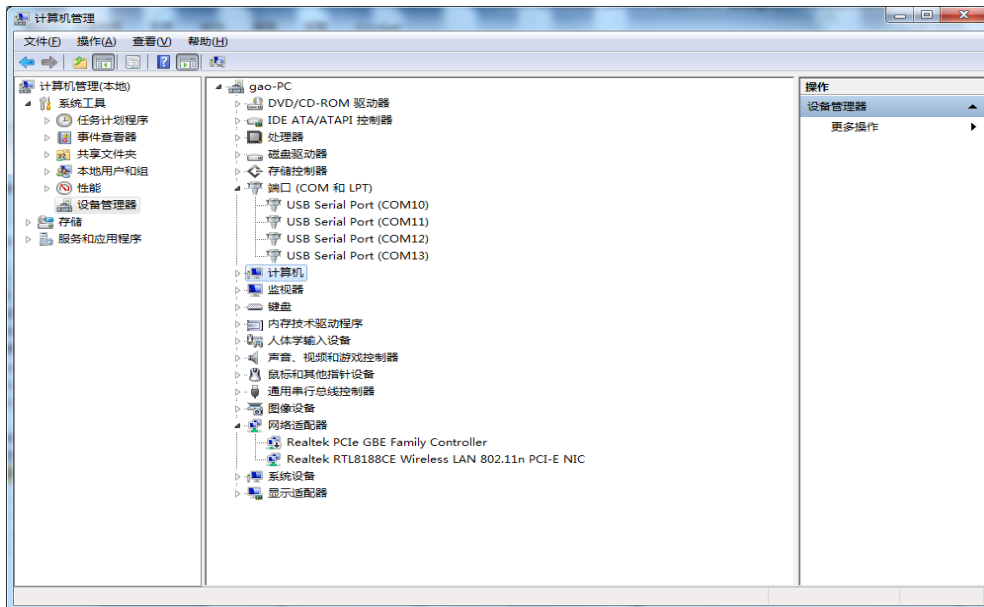 计算机管理
文件(F) 操作(A) 查看(V) 帮助(H)
计算机管理(本地)
系统工具
任务计划程序
事件查看器
共享文件夹
本地用户和组
性能
设备管理器
存储
服务和应用程序
gao-PC
DVD/CD-ROM 驱动器
IDE ATA/ATAPI 控制器
处理器
磁盘驱动器
存储控制器
端口 (COM 和 LPT)
USB Serial Port (COM10)
USB Serial Port (COM11)
USB Serial Port (COM12)
USB Serial Port (COM13)
计算机
监视器
键盘
内存技术驱动程序
人体学输入设备
声音、视频和游戏控制器
鼠标和其他指针设备
通用串行总线控制器
图像设备
网络适配器
Realtek PCIe GBE Family Controller
Realtek RTL8188CE Wireless LAN 802.11n PCI-E NIC
系统设备
显示适配器
操作
设备管理器
更多操作